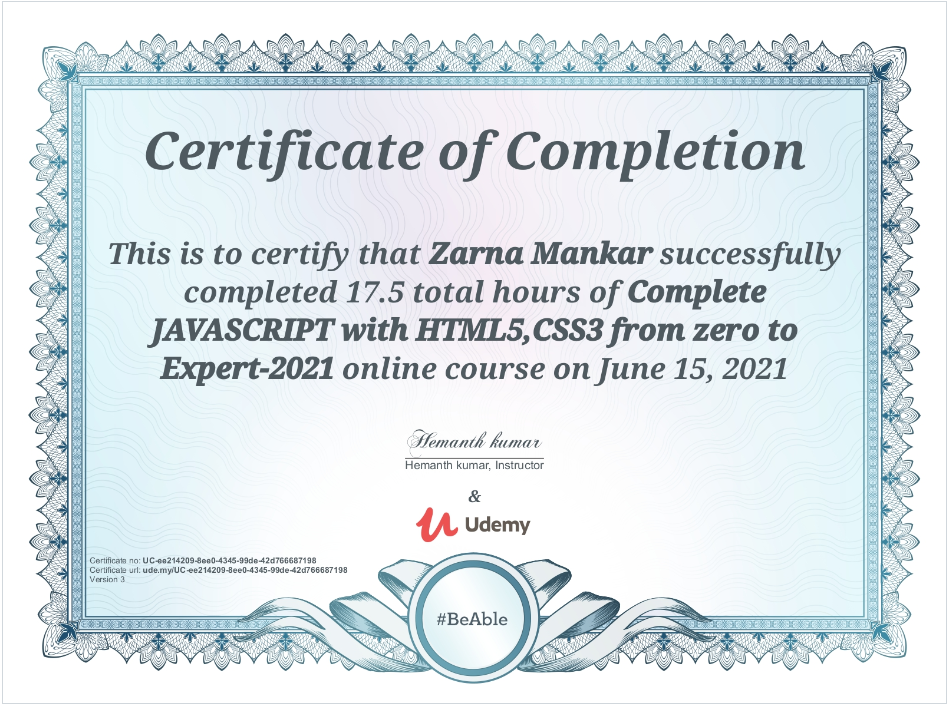 Certificate of Completion
This is to certify that Zarna Mankar successfully
completed 17.5 total hours of Complete
JAVASCRIPT with HTML5,CSS3 from zero to
Expert-2021 online course on June 15, 2021
Hemanth kumar
Hemanth kumar, Instructor
&
Udemy
Certificate no: UC-ee214209-8ee0-4345-99de-42d766687198
Certificate url: ude.my/UC-ee214209-8ee0-4345-99de-42d766687198
Version 3
#BeAble